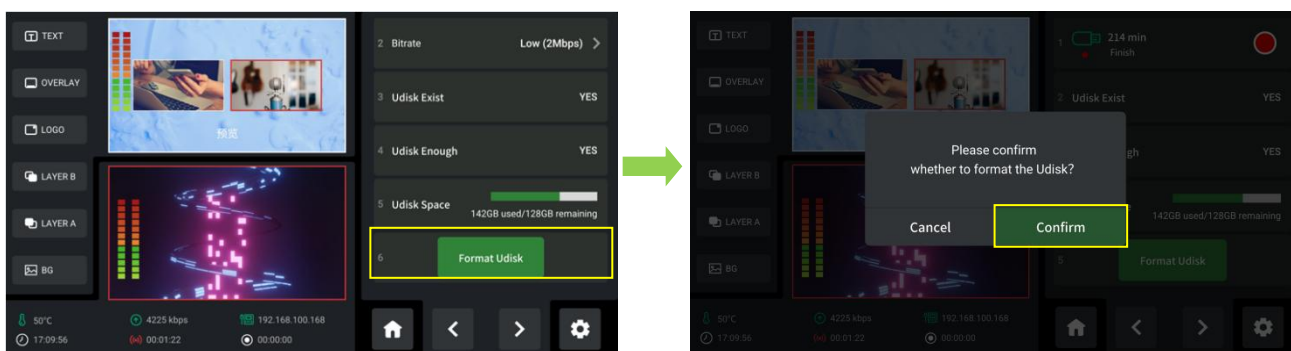 TEXT
OVERLAY
LOGO
LAYER B
LAYER A
BG
预览
2 Bitrate Low (2Mbps) >
3 Udisk Exist YES
4 Udisk Enough YES
5 Udisk Space
142GB used/128GB remaining
6 Format Udisk
50°C 4225 kbps 192.168.100.168
17:09:56 00:01:22 00:00:00
TEXT
OVERLAY
LOGO
LAYER B
LAYER A
BG
1 214 min
Finish
2 Udisk Exist YES
gh YES
142GB used/128GB remaining
5 Format Udisk
Please confirm
whether to format the Udisk?
Cancel Confirm
50°C 4225 kbps 192.168.100.168
17:09:56 00:01:22 00:00:00